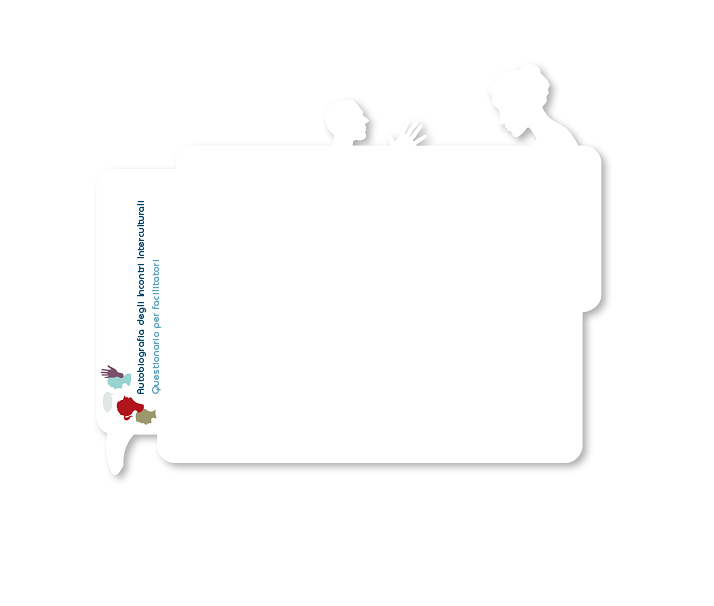 Autobiografia degli Incontri Interculturali
Questionario per facilitatori